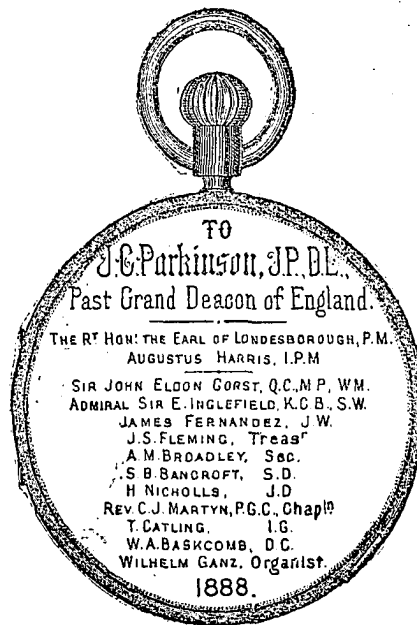 TO
J.C.Parkinson, J.P., D.L.,
Past Grand Deacon of England.
THE RT HON: THE EARL OF LONDESBOROUGH, P.M.
AUGUSTUS HARRIS, I.P.M
SIR JOHN ELDON GORST, Q.C., M.P, WM.
ADMIRAL SIR E. INGLEFIELD, K.C.B., S.W.
JAMES FERNANDEZ, J.W.
J.S. FLEMING, Treasr
A.M. BROADLEY, Sec.
S.B. BANCROFT, S.D.
H NICHOLLS, J.D
REV. C.J. MARTYN, P.G.C., Chapln
T. CATLING, I.G.
W.A. BASKCOMB, D.C.
WILHELM GANZ, Organist.
1888.